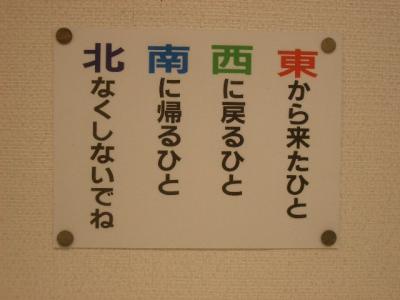 東から来たひと
西に戻るひと
南に帰るひと
北なくしないでね